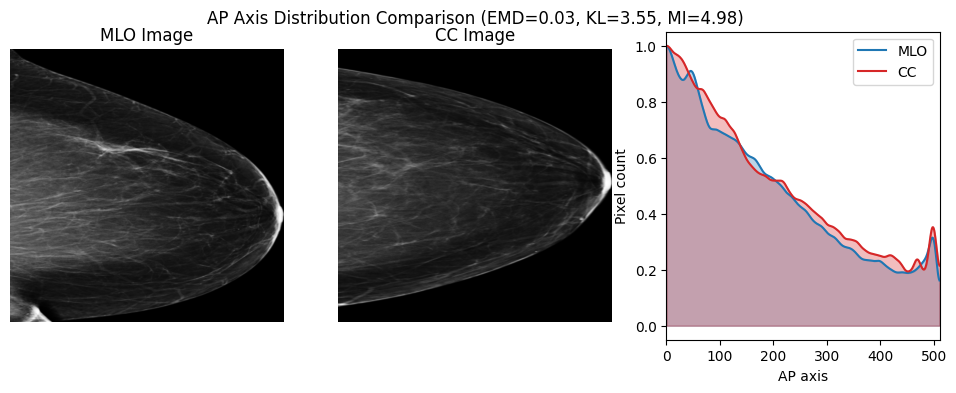 AP Axis Distribution Comparison (EMD=0.03, KL=3.55, MI=4.98)
MLO Image
CC Image
MLO
CC
1.0
0.8
0.6
0.4
0.2
0.0
Pixel count
0 100 200 300 400 500
AP axis